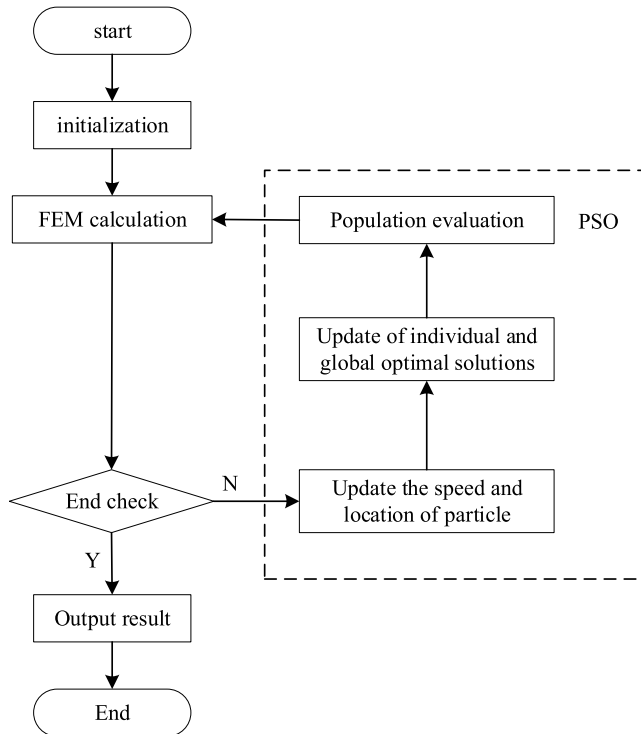 start
initialization
FEM calculation
Population evaluation
PSO
Update of individual and
global optimal solutions
End check
N
Update the speed and
location of particle
Y
Output result
End